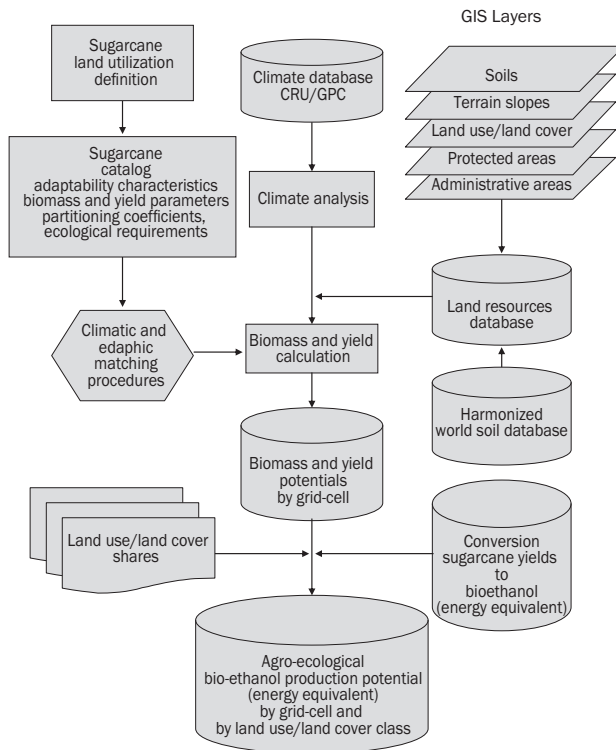 GIS Layers
Sugarcane
land utilization
definition
Climate database
CRU/GPC
Soils
Terrain slopes
Land use/land cover
Protected areas
Administrative areas
Sugarcane
catalog
adaptability characteristics
biomass and yield parameters
partitioning coefficients,
ecological requirements
Climate analysis
Land resources
database
Climatic and
edaphic
matching
procedures
Biomass and yield
calculation
Harmonized
world soil database
Biomass and yield
potentials
by grid-cell
Land use/land cover
shares
Conversion
sugarcane yields
to
bioethanol
(energy equivalent)
Agro-ecological
bio-ethanol production potential
(energy equivalent)
by grid-cell and
by land use/land cover class